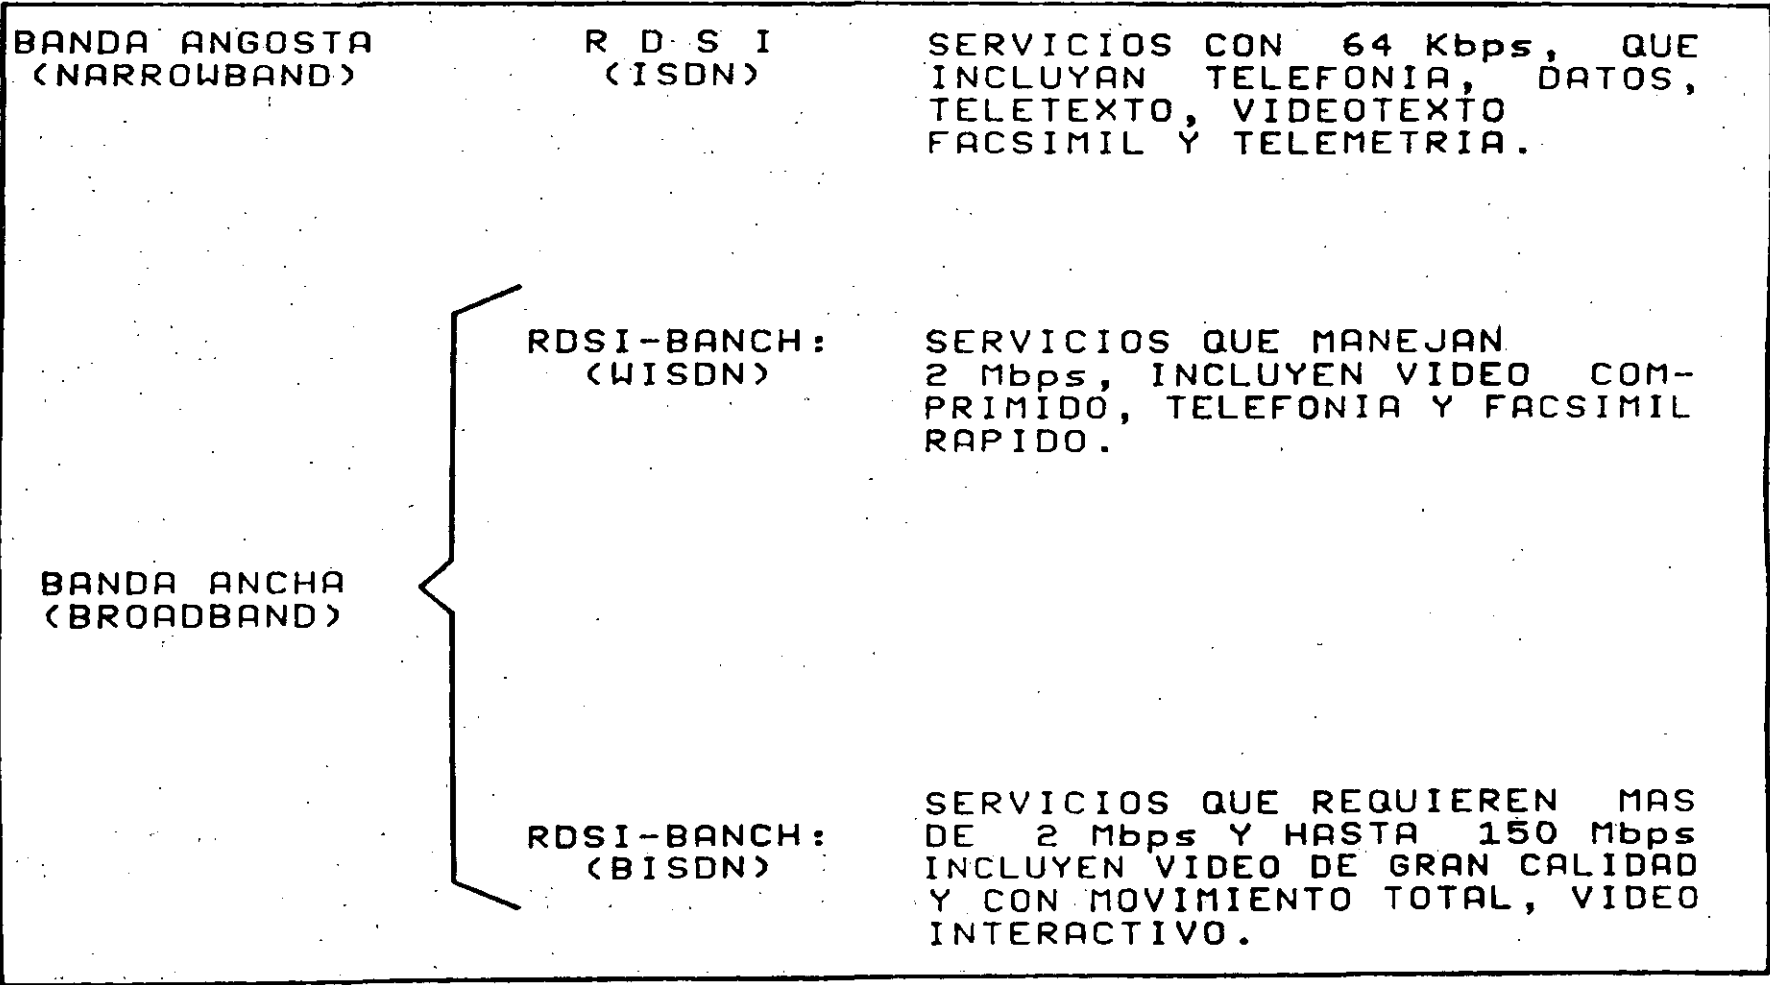 BANDA ANGOSTA
(NARROWBAND)
R D S I
(ISDN)
SERVICIOS CON 64 Kbps, QUE
INCLUYAN TELEFONIA, DATOS,
TELETEXTO, VIDEOTEXTO
FACSIMIL Y TELEMETRIA.
BANDA ANCHA
(BROADBAND)
RDSI-BANCH:
(WISDN)
SERVICIOS QUE MANEJAN
2 Mbps, INCLUYEN VIDEO COM-
PRIMIDO, TELEFONIA Y FACSIMIL
RAPIDO.
RDSI-BANCH:
(BISDN)
SERVICIOS QUE REQUIEREN MAS
DE 2 Mbps Y HASTA 150 Mbps
INCLUYEN VIDEO DE GRAN CALIDAD
Y CON MOVIMIENTO TOTAL, VIDEO
INTERACTIVO.